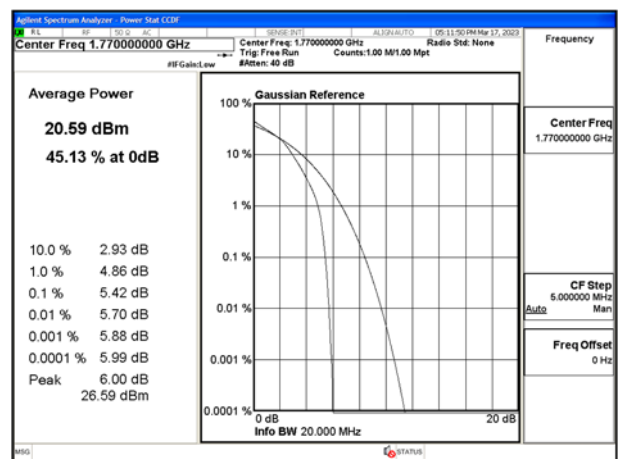 Agilent Spectrum Analyzer - Power Stat CCDF
RL RF 50 Ω AC SENSE:INT ALIGN AUTO 05:11:50 PM Mar 17, 2023
Center Freq 1.770000000 GHz
Center Freq: 1.770000000 GHz Radio Std: None
Trig: Free Run Counts:1.00 M/1.00 Mpt
#IFGain:Low #Atten: 40 dB
Frequency
Average Power
20.59 dBm
45.13 % at 0dB
10.0 % 2.93 dB
1.0 % 4.86 dB
0.1 % 5.42 dB
0.01 % 5.70 dB
0.001 % 5.88 dB
0.0001 % 5.99 dB
Peak 6.00 dB
26.59 dBm
Gaussian Reference
100 %
10 %
1 %
0.1 %
0.01 %
0.001 %
0.0001 %
0 dB 20 dB
Info BW 20.000 MHz
Center Freq
1.770000000 GHz
CF Step
5.000000 MHz
Auto Man
Freq Offset
0 Hz
MSG STATUS